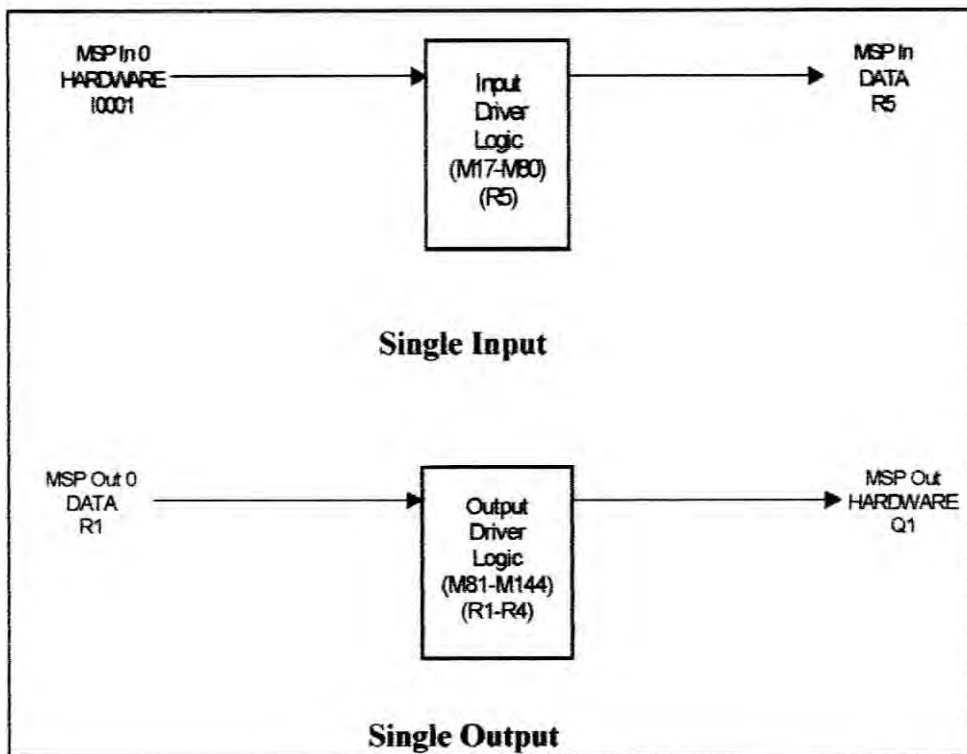 MSP In 0
HARDWARE
I0001
Input
Driver
Logic
(M17-M80)
(R5)
MSP In
DATA
R5
Single Input
MSP Out 0
DATA
R1
Output
Driver
Logic
(M81-M144)
(R1-R4)
MSP Out
HARDWARE
Q1
Single Output